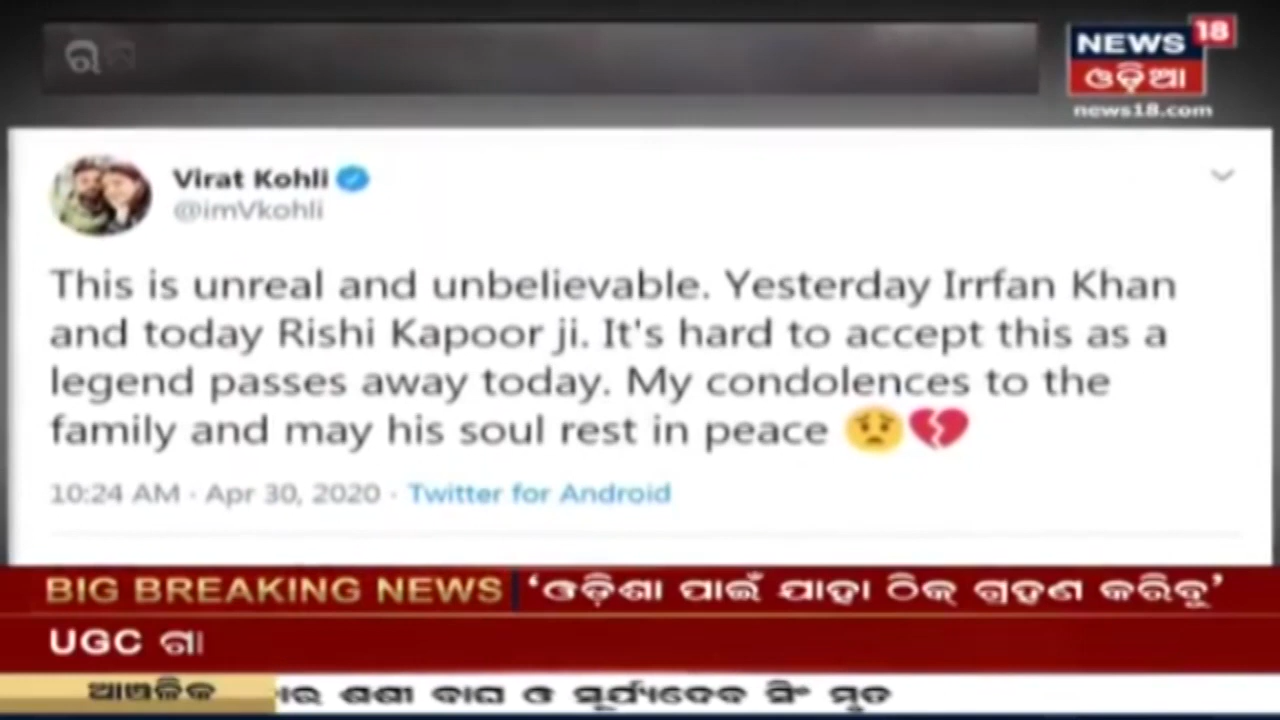 ର
NEWS 18
ଓଡ଼ିଆ
news18.com
Virat Kohli
@imVkohli
This is unreal and unbelievable. Yesterday Irrfan Khan
and today Rishi Kapoor ji. It's hard to accept this as a
legend passes away today. My condolences to the
family and may his soul rest in peace 😟💔
10:24 AM · Apr 30, 2020 · Twitter for Android
BIG BREAKING NEWS ‘ଓଡ଼ିଶା ପାଇଁ ଯାହା ଠିକ୍ ଗ୍ରହଣ କରିବୁ’
UGC ଗା
ଆଞ୍ଚଳିକ ଶଶୀ ବାଘ ଓ ସୂର୍ଯ୍ୟଦେବ ସିଂ ମୃତ